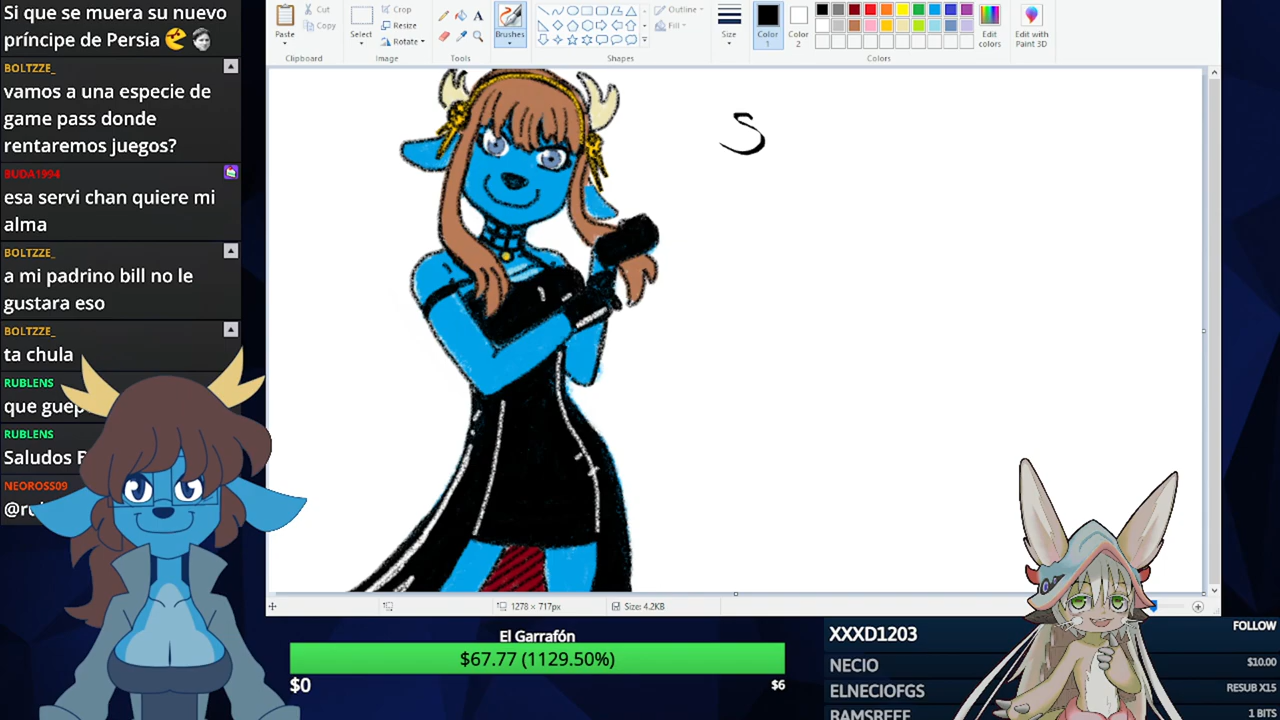 Si que se muera su nuevo
principe de Persia
BOLTZZE_
vamos a una especie de
game pass donde
rentaremos juegos?
BUDA1994
esa servi chan quiere mi
alma
BOLTZZE_
a mi padrino bill no le
gustara eso
BOLTZZE_
ta chula
RUBLENS
que guep
RUBLENS
Saludos
NEOROSS09
Paste
Cut
Copy
Clipboard
Select
Crop
Resize
Rotate
Image
A
Tools
Brushes
Shapes
Outline
Fill
Size
Color
1
Color
2
Colors
Edit
colors
Edit with
Paint 3D
S
1278 × 717px
Size: 4.2KB
El Garrafón
$67.77 (1129.50%)
$0
$6
XXXD1203
FOLLOW
NECIO
$10.00
ELNECIOFGS
RESUB X15
RAMSREEE
1 BITS